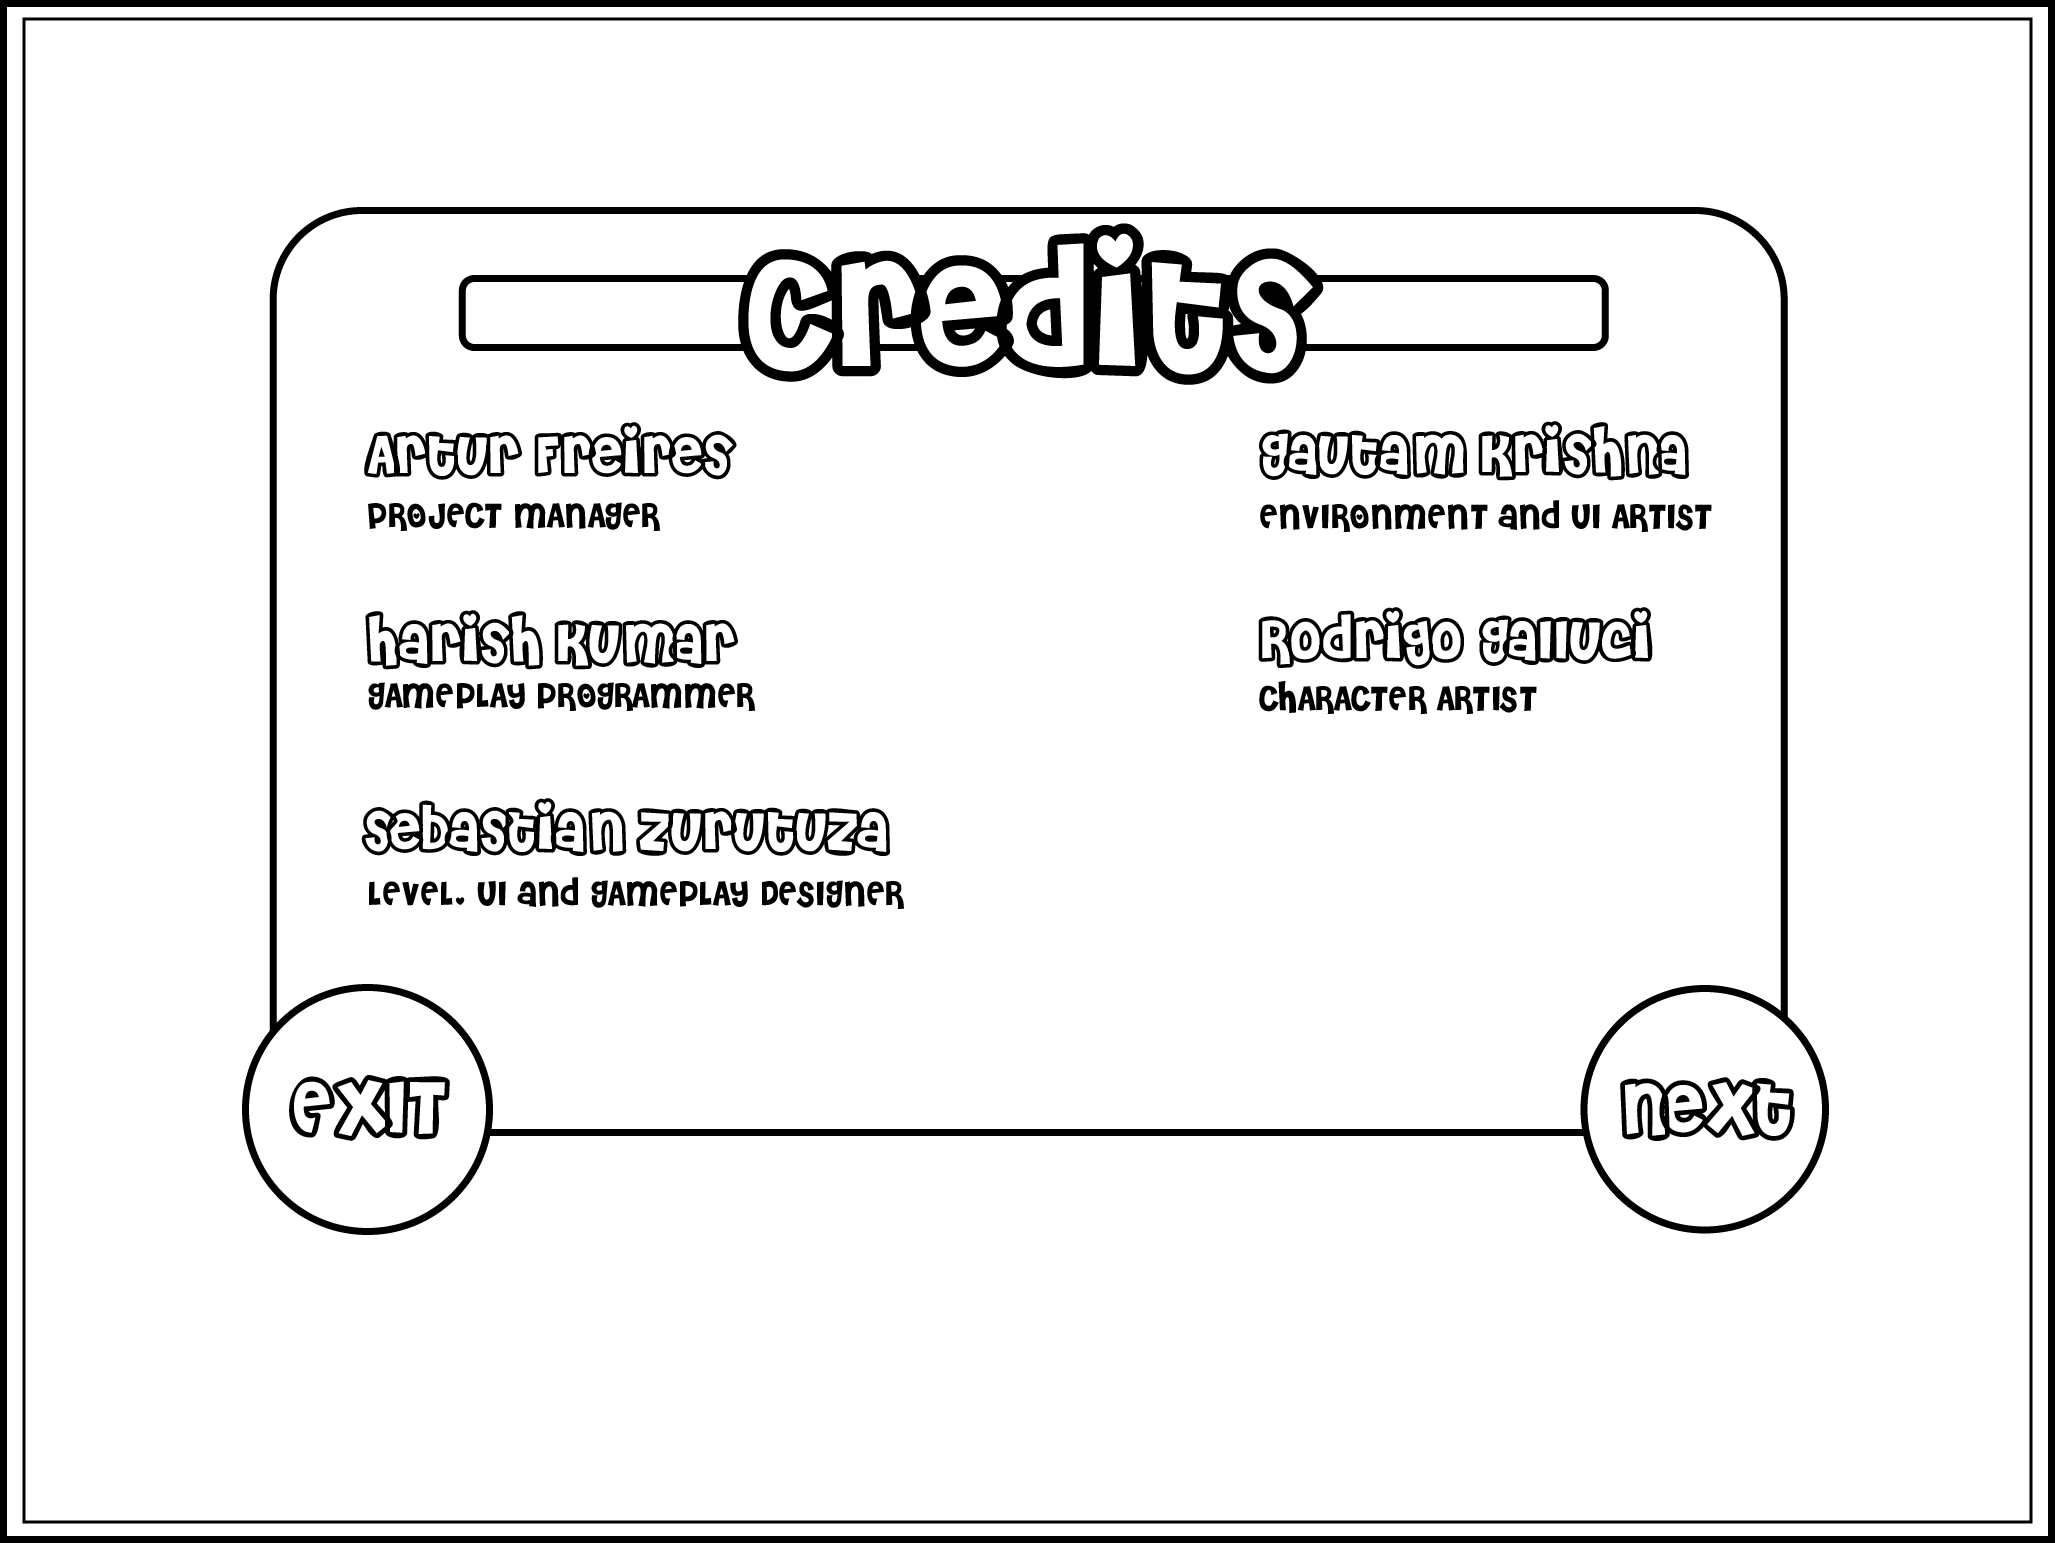 Credits
Artur Freires
Project Manager
Harish Kumar
Gameplay Programmer
Sebastian Zurutuza
Level, UI and Gameplay Designer
Gautam Krishna
Environment and UI Artist
Rodrigo Galluci
Character Artist
Exit
Next